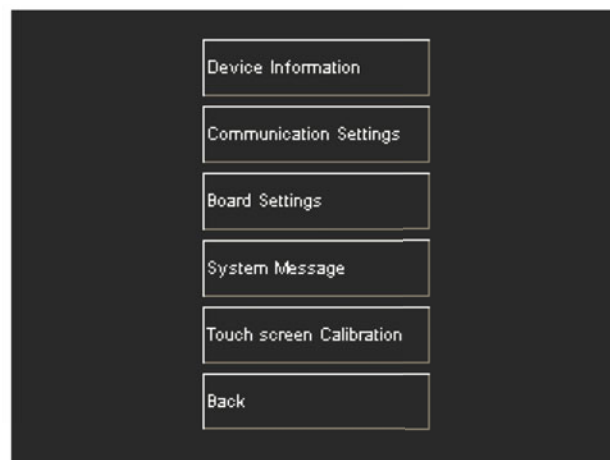 Device Information
Communication Settings
Board Settings
System Message
Touch screen Calibration
Back